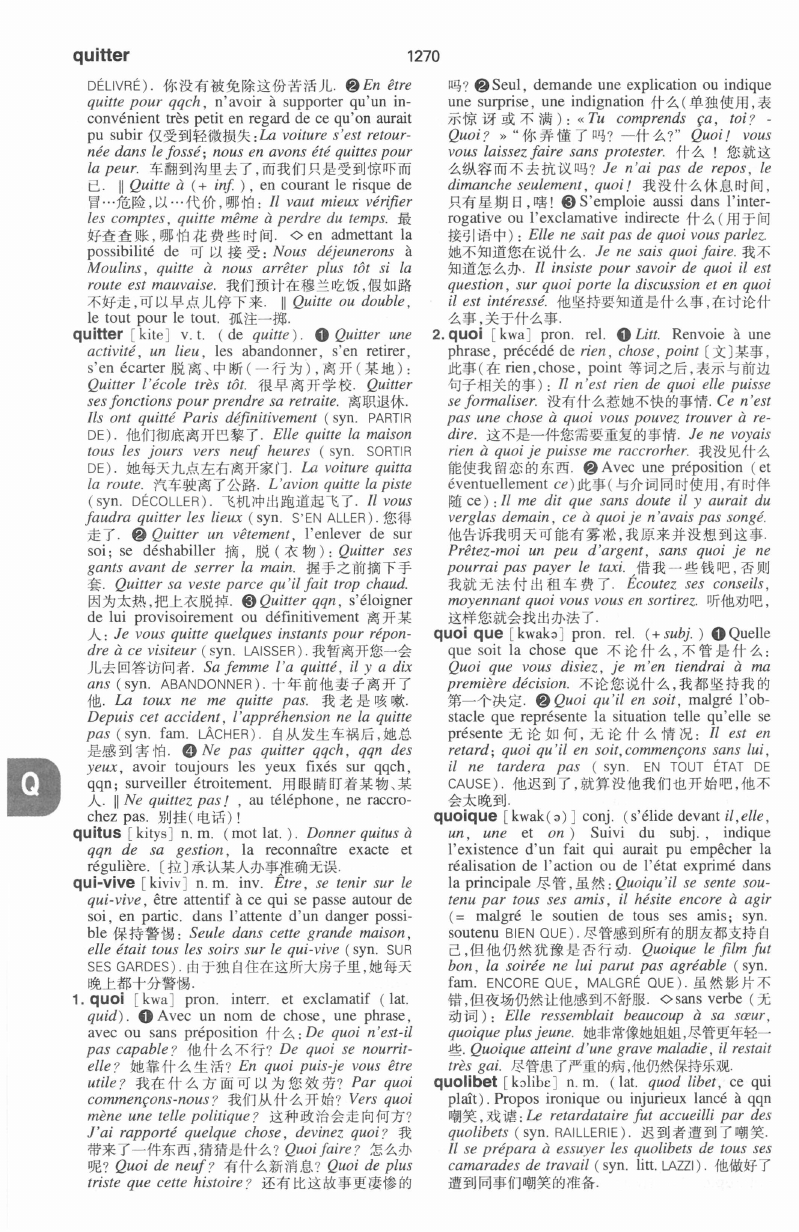 quitter
1270
DÉLIVRÉ). 你没有被免除这份苦活儿. ❷ En être
quitte pour qqch, n'avoir à supporter qu'un in-
convénient très petit en regard de ce qu'on aurait
pu subir 仅受到轻微损失: La voiture s'est retour-
née dans le fossé; nous en avons été quittes pour
la peur. 车翻到沟里去了,而我们只是受到惊吓而
已. ‖ Quitte à (+ inf.), en courant le risque de
冒…危险,以…代价,哪怕: Il vaut mieux vérifier
les comptes, quitte même à perdre du temps. 最
好查查账,哪怕花费些时间. ◇ en admettant la
possibilité de 可以接受: Nous déjeunerons à
Moulins, quitte à nous arrêter plus tôt si la
route est mauvaise. 我们预计在穆兰吃饭,假如路
不好走,可以早点儿停下来. ‖ Quitte ou double,
le tout pour le tout. 孤注一掷.
quitter [kite] v. t. (de quitte). ❶ Quitter une
activité, un lieu, les abandonner, s'en retirer,
s'en écarter 脱离、中断(一行为),离开(某地):
Quitter l'école très tôt. 很早离开学校. Quitter
ses fonctions pour prendre sa retraite. 离职退休.
Ils ont quitté Paris définitivement (syn. PARTIR
DE). 他们彻底离开巴黎了. Elle quitte la maison
tous les jours vers neuf heures (syn. SORTIR
DE). 她每天九点左右离开家门. La voiture quitta
la route. 汽车驶离了公路. L'avion quitte la piste
(syn. DÉCOLLER). 飞机冲出跑道起飞了. Il vous
faudra quitter les lieux (syn. S'EN ALLER). 您得
走了. ❷ Quitter un vêtement, l'enlever de sur
soi; se déshabiller 摘, 脱(衣物): Quitter ses
gants avant de serrer la main. 握手之前摘下手
套. Quitter sa veste parce qu'il fait trop chaud.
因为太热,把上衣脱掉. ❸ Quitter qqn, s'éloigner
de lui provisoirement ou définitivement 离开某
人: Je vous quitte quelques instants pour répon-
dre à ce visiteur (syn. LAISSER). 我暂离开您一会
儿去回答访问者. Sa femme l'a quitté, il y a dix
ans (syn. ABANDONNER). 十年前他妻子离开了
他. La toux ne me quitte pas. 我老是咳嗽.
Depuis cet accident, l'appréhension ne la quitte
pas (syn. fam. LÂCHER). 自从发生车祸后,她总
是感到害怕. ❹ Ne pas quitter qqch, qqn des
yeux, avoir toujours les yeux fixés sur qqch,
qqn; surveiller étroitement. 用眼睛盯着某物、某
人. ‖ Ne quittez pas!, au téléphone, ne raccro-
chez pas. 别挂(电话)!
quitus [kitys] n. m. (mot lat.). Donner quitus à
qqn de sa gestion, la reconnaître exacte et
régulière. [拉]承认某人办事准确无误.
qui-vive [kiviv] n. m. inv. Être, se tenir sur le
qui-vive, être attentif à ce qui se passe autour de
soi, en partic. dans l'attente d'un danger possi-
ble 保持警惕: Seule dans cette grande maison,
elle était tous les soirs sur le qui-vive (syn. SUR
SES GARDES). 由于独自住在这所大房子里,她每天
晚上都十分警惕.
1. quoi [kwa] pron. interr. et exclamatif (lat.
quid). ❶ Avec un nom de chose, une phrase,
avec ou sans préposition 什么: De quoi n'est-il
pas capable? 他什么不行? De quoi se nourrit-
elle? 她靠什么生活? En quoi puis-je vous être
utile? 我在什么方面可以为您效劳? Par quoi
commençons-nous? 我们从什么开始? Vers quoi
mène une telle politique? 这种政治会走向何方?
J'ai rapporté quelque chose, devinez quoi? 我
带来了一件东西,猜猜是什么? Quoi faire? 怎么办
呢? Quoi de neuf? 有什么新消息? Quoi de plus
triste que cette histoire? 还有比这故事更凄惨的
吗? ❷ Seul, demande une explication ou indique
une surprise, une indignation 什么(单独使用,表
示惊讶或不满): «Tu comprends ça, toi? -
Quoi? » “你弄懂了吗? —什么?” Quoi! vous
vous laissez faire sans protester. 什么!您就这
么纵容而不去抗议吗? Je n'ai pas de repos, le
dimanche seulement, quoi! 我没什么休息时间,
只有星期日,嗐! ❸ S'emploie aussi dans l'inter-
rogative ou l'exclamative indirecte 什么(用于间
接引语中): Elle ne sait pas de quoi vous parlez.
她不知道您在说什么. Je ne sais quoi faire. 我不
知道怎么办. Il insiste pour savoir de quoi il est
question, sur quoi porte la discussion et en quoi
il est intéressé. 他坚持要知道是什么事,在讨论什
么事,关于什么事.
2. quoi [kwa] pron. rel. ❶ Litt. Renvoie à une
phrase, précédé de rien, chose, point [文]某事,
此事(在 rien,chose, point 等词之后,表示与前边
句子相关的事): Il n'est rien de quoi elle puisse
se formaliser. 没有什么惹她不快的事情. Ce n'est
pas une chose à quoi vous pouvez trouver à re-
dire. 这不是一件您需要重复的事情. Je ne voyais
rien à quoi je puisse me raccrorher. 我没见什么
能使我留恋的东西. ❷ Avec une préposition (et
éventuellement ce)此事(与介词同时使用,有时伴
随 ce): Il me dit que sans doute il y aurait du
verglas demain, ce à quoi je n'avais pas songé.
他告诉我明天可能有雾凇,我原来并没想到这事.
Prêtez-moi un peu d'argent, sans quoi je ne
pourrai pas payer le taxi. 借我一些钱吧,否则
我就无法付出租车费了. Écoutez ses conseils,
moyennant quoi vous vous en sortirez. 听他劝吧,
这样您就会找出办法了.
quoi que [kwakə] pron. rel. (+ subj.) ❶ Quelle
que soit la chose que 不论什么,不管是什么:
Quoi que vous disiez, je m'en tiendrai à ma
première décision. 不论您说什么,我都坚持我的
第一个决定. ❷ Quoi qu'il en soit, malgré l'ob-
stacle que représente la situation telle qu'elle se
présente 无论如何,无论什么情况: Il est en
retard; quoi qu'il en soit, commençons sans lui,
il ne tardera pas (syn. EN TOUT ÉTAT DE
CAUSE). 他迟到了,就算没他我们也开始吧,他不
会太晚到.
quoique [kwak(ə)] conj. (s'élide devant il, elle,
un, une et on) Suivi du subj., indique
l'existence d'un fait qui aurait pu empêcher la
réalisation de l'action ou de l'état exprimé dans
la principale 尽管,虽然: Quoiqu'il se sente sou-
tenu par tous ses amis, il hésite encore à agir
(= malgré le soutien de tous ses amis; syn.
soutenu BIEN QUE). 尽管感到所有的朋友都支持自
己,但他仍然犹豫是否行动. Quoique le film fut
bon, la soirée ne lui parut pas agréable (syn.
fam. ENCORE QUE, MALGRÉ QUE). 虽然影片不
错,但夜场仍然让他感到不舒服. ◇ sans verbe (无
动词): Elle ressemblait beaucoup à sa sœur,
quoique plus jeune. 她非常像她姐姐,尽管更年轻一
些. Quoique atteint d'une grave maladie, il restait
très gai. 尽管患了严重的病,他仍然保持乐观.
quolibet [kɔlibɛ] n. m. (lat. quod libet, ce qui
plaît). Propos ironique ou injurieux lancé à qqn
嘲笑,戏谑: Le retardataire fut accueilli par des
quolibets (syn. RAILLERIE). 迟到者遭到了嘲笑.
Il se prépara à essuyer les quolibets de tous ses
camarades de travail (syn. litt. LAZZI). 他做好了
遭到同事们嘲笑的准备.
Q